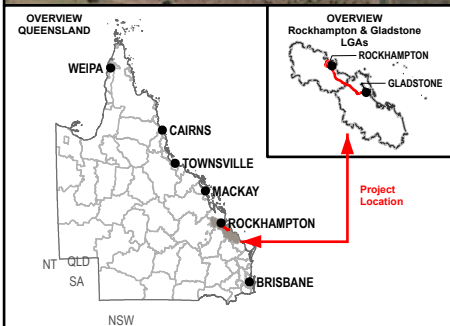 OVERVIEW
QUEENSLAND
WEIPA
CAIRNS
TOWNSVILLE
MACKAY
ROCKHAMPTON
BRISBANE
NT QLD
SA
NSW
OVERVIEW
Rockhampton & Gladstone
LGAs
ROCKHAMPTON
GLADSTONE
Project
Location